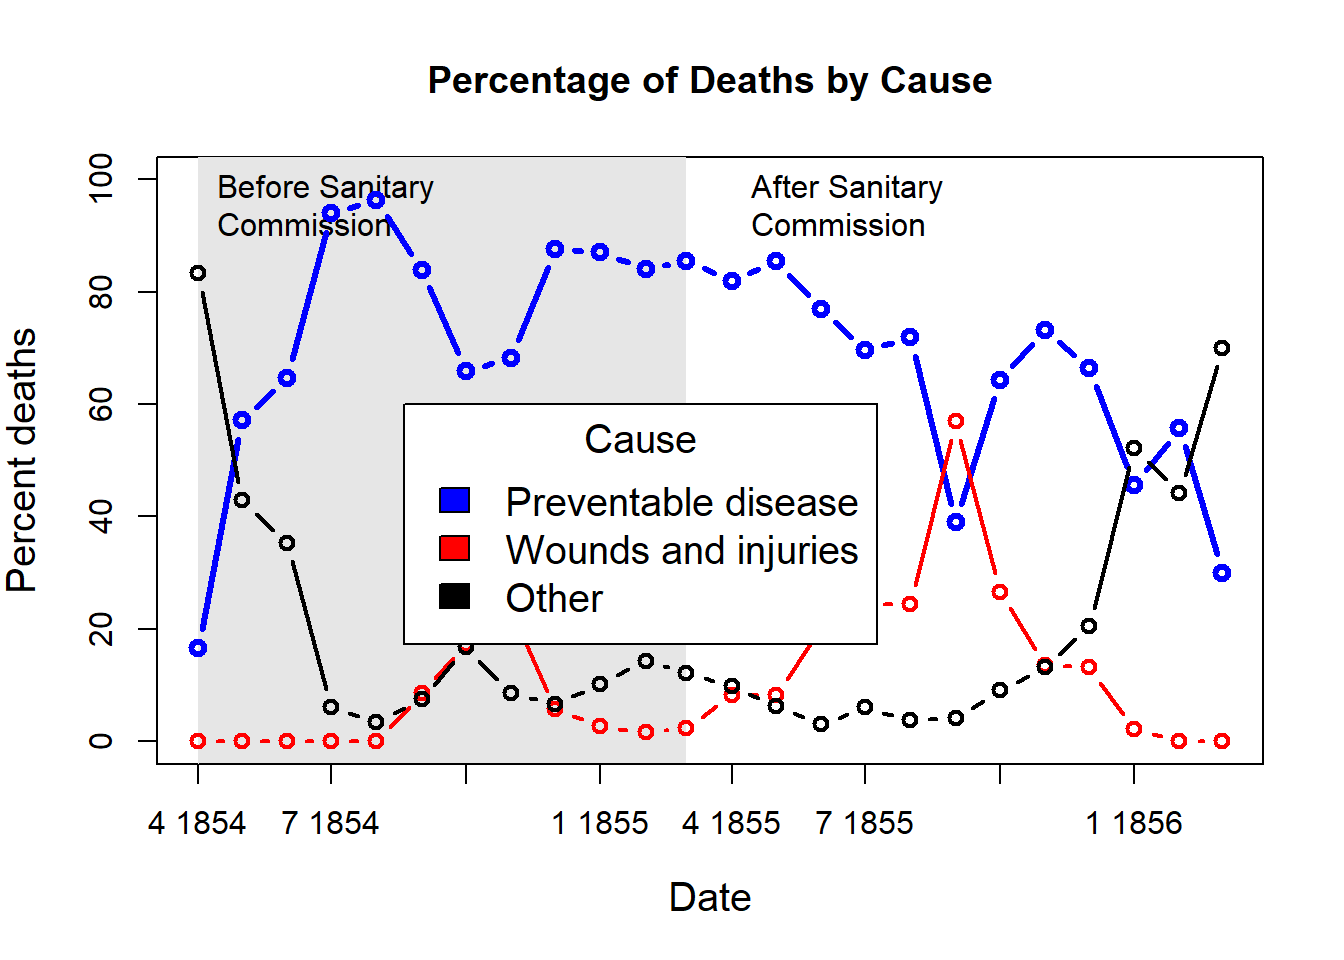 Percentage of Deaths by Cause
Before Sanitary
Commission
After Sanitary
Commission
Percent deaths
100
80
60
40
20
0
Cause
Preventable disease
Wounds and injuries
Other
4 1854
7 1854
1 1855
4 1855
7 1855
1 1856
Date